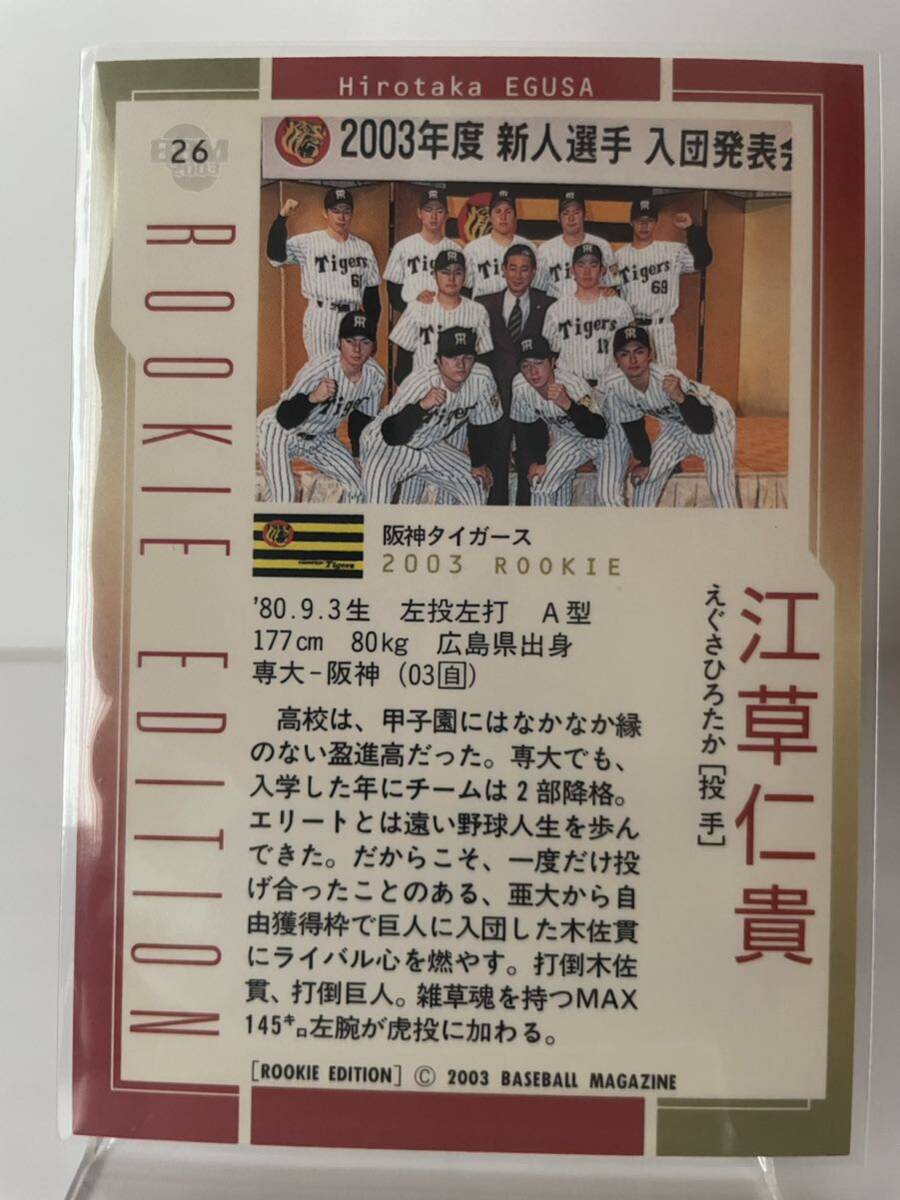 Hirotaka EGUSA
26
ROOKIE EDITION
2003年度 新人選手 入団発表会
Tigers
61
Tigers
Tigers
Tigers
69
Tigers
Tigers
阪神タイガース
2003 ROOKIE
'80.9.3生 左投左打 A型
177cm 80kg 広島県出身
専大-阪神 (03自)
高校は、甲子園にはなかなか縁
のない盈進高だった。専大でも、
入学した年にチームは2部降格。
エリートとは遠い野球人生を歩ん
できた。だからこそ、一度だけ投
げ合ったことのある、亜大から自
由獲得枠で巨人に入団した木佐貫
にライバル心を燃やす。打倒木佐
貫、打倒巨人。雑草魂を持つMAX
145㌔左腕が虎投に加わる。
江草仁貴
えぐさひろたか[投手]
[ROOKIE EDITION] © 2003 BASEBALL MAGAZINE